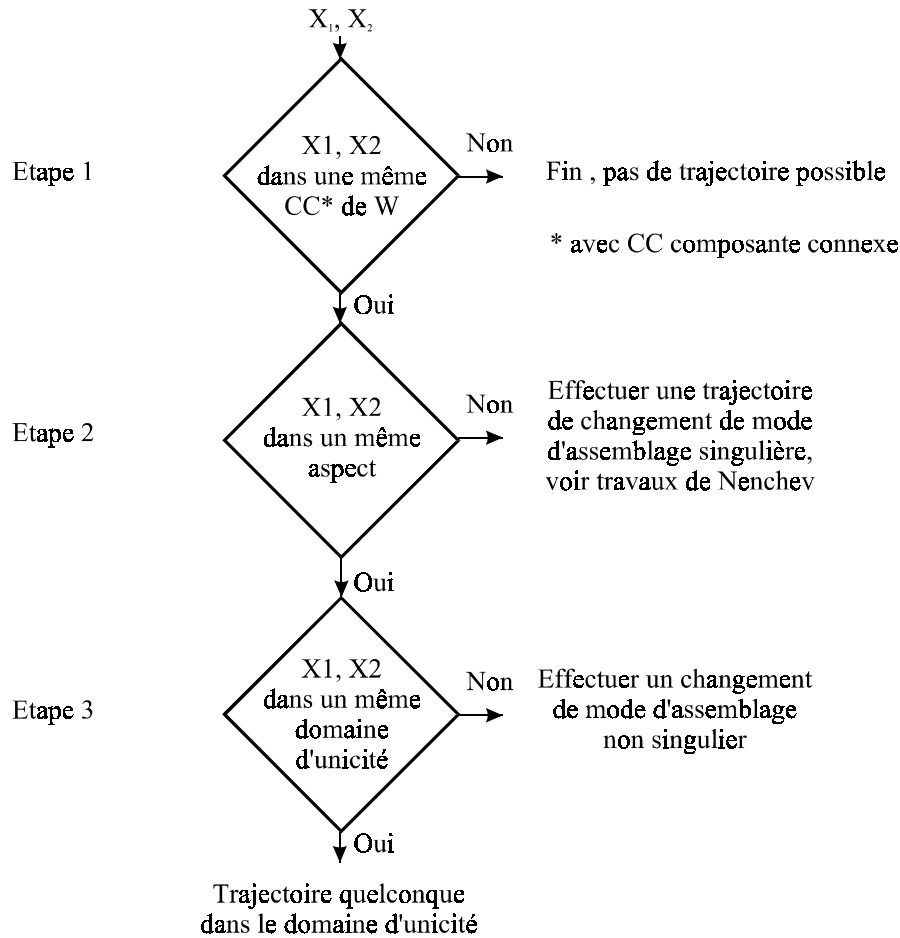 X₁, X₂
X1, X2
dans une même
CC* de W
Non
Etape 1
Fin , pas de trajectoire possible
* avec CC composante connexe
Oui
X1, X2
dans un même
aspect
Non
Etape 2
Effectuer une trajectoire
de changement de mode
d'assemblage singulière,
voir travaux de Nenchev
Oui
X1, X2
dans un même
domaine
d'unicité
Non
Etape 3
Effectuer un changement
de mode d'assemblage
non singulier
Oui
Trajectoire quelconque
dans le domaine d'unicité